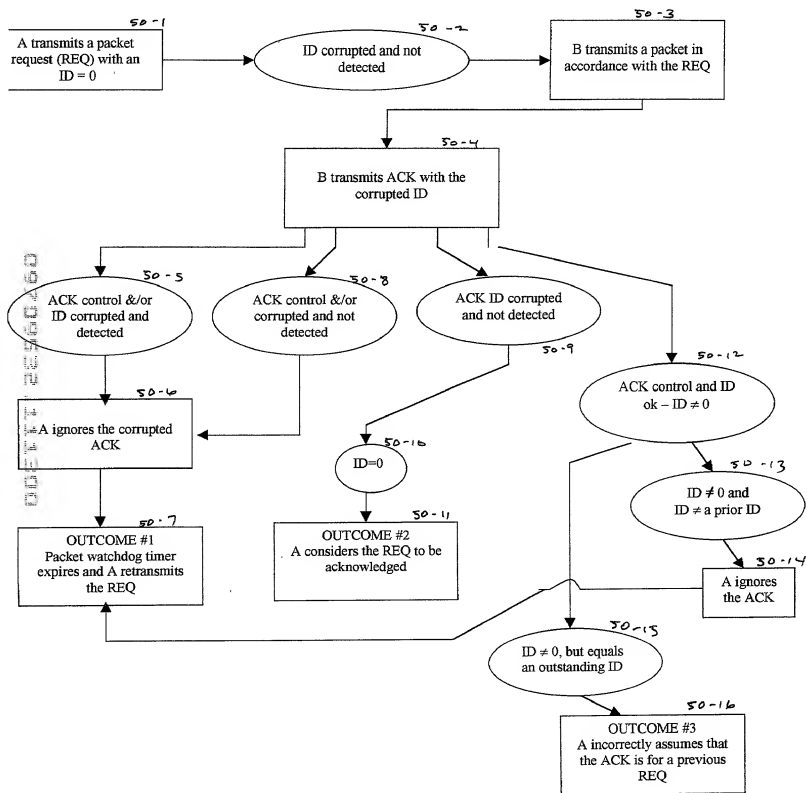 50-1
A transmits a packet
request (REQ) with an
ID = 0
50-2
ID corrupted and not
detected
50-3
B transmits a packet in
accordance with the REQ
50-4
B transmits ACK with the
corrupted ID
50-5
ACK control &/or
ID corrupted and
detected
50-8
ACK control &/or
corrupted and not
detected
ACK ID corrupted
and not detected
50-9
50-12
ACK control and ID
ok – ID ≠ 0
50-6
A ignores the corrupted
ACK
50-10
ID=0
50-13
ID ≠ 0 and
ID ≠ a prior ID
50-7
OUTCOME #1
Packet watchdog timer
expires and A retransmits
the REQ
50-11
OUTCOME #2
A considers the REQ to be
acknowledged
50-14
A ignores
the ACK
50-15
ID ≠ 0, but equals
an outstanding ID
50-16
OUTCOME #3
A incorrectly assumes that
the ACK is for a previous
REQ